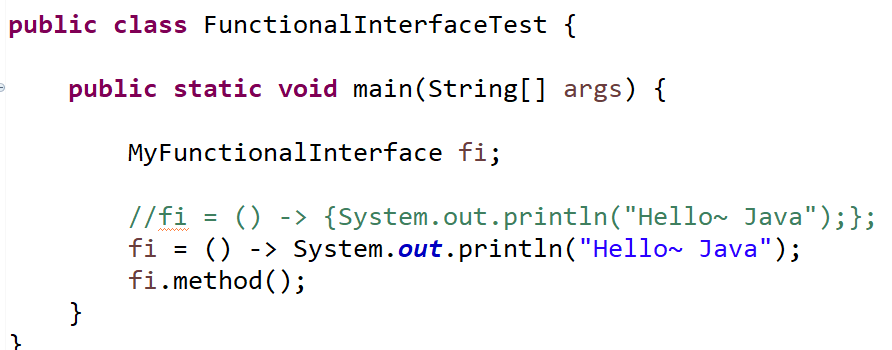 public class FunctionalInterfaceTest {
public static void main(String[] args) {
MyFunctionalInterface fi;
//fi = () -> {System.out.println("Hello~ Java");};
fi = () -> System.out.println("Hello~ Java");
fi.method();
}
}